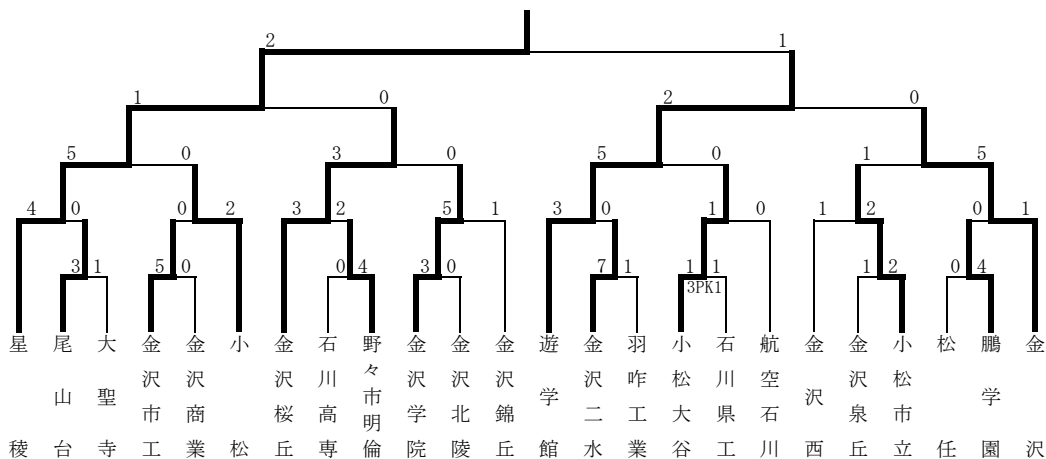 2 1
1 0 2 0
5 0 3 0 5 0 1 5
4 0 0 2 3 2 5 1 3 0 1 0 1 2 0 1
3 1 5 0 0 4 3 0 7 1 1 1 1 2 0 4
3PK1
星稜
尾山台
大聖寺
金沢市工
金沢商業
小松
金沢桜丘
石川高専
野々市明倫
金沢学院
金沢北陵
金沢錦丘
遊学館
金沢二水
羽咋工業
小松大谷
石川県工
航空石川
金沢西
金沢泉丘
小松市立
松任
鵬学園
金沢